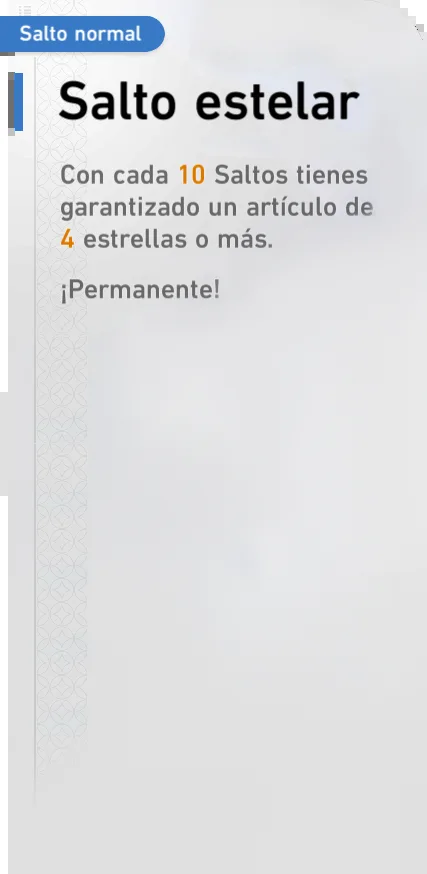 Salto normal
Salto estelar
Con cada 10 Saltos tienes
garantizado un artículo de
4 estrellas o más.
¡Permanente!